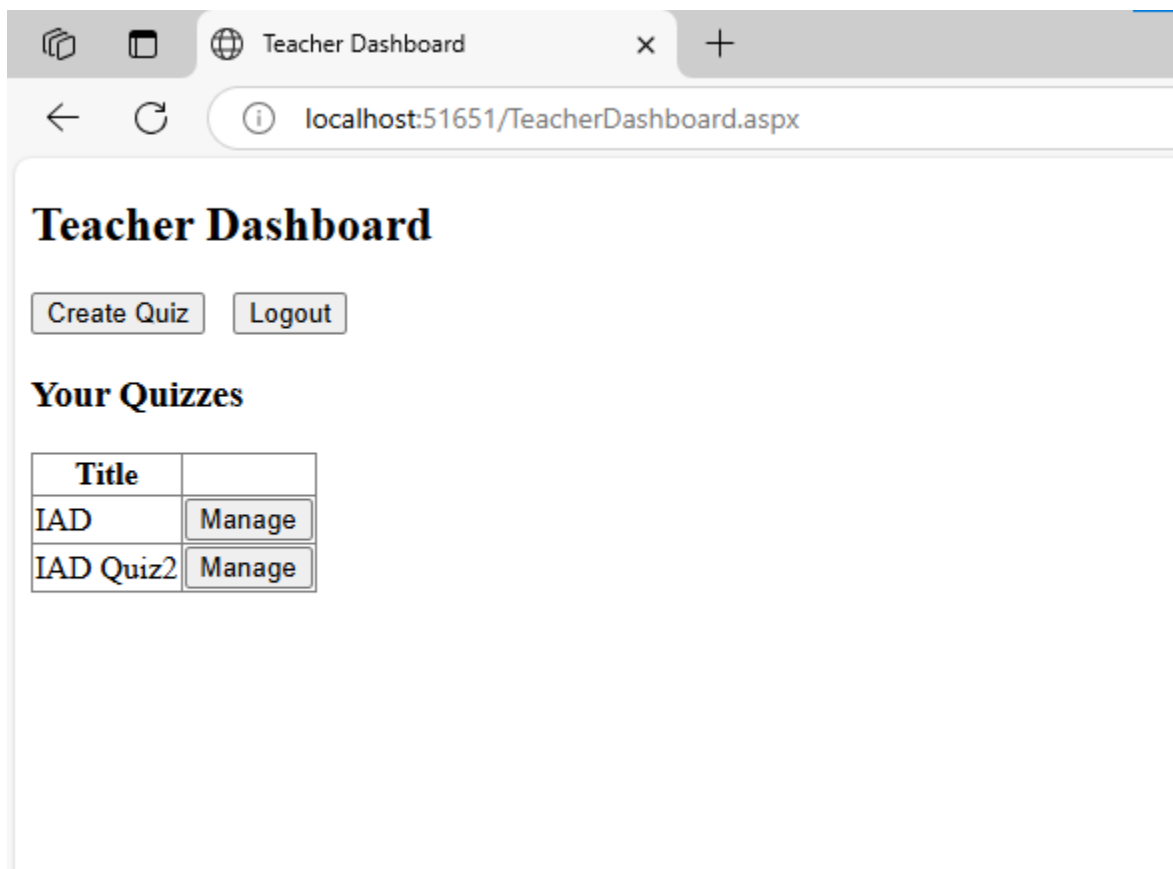 Teacher Dashboard
localhost:51651/TeacherDashboard.aspx
Teacher Dashboard
Create Quiz Logout
Your Quizzes
Title
IAD Manage
IAD Quiz2 Manage